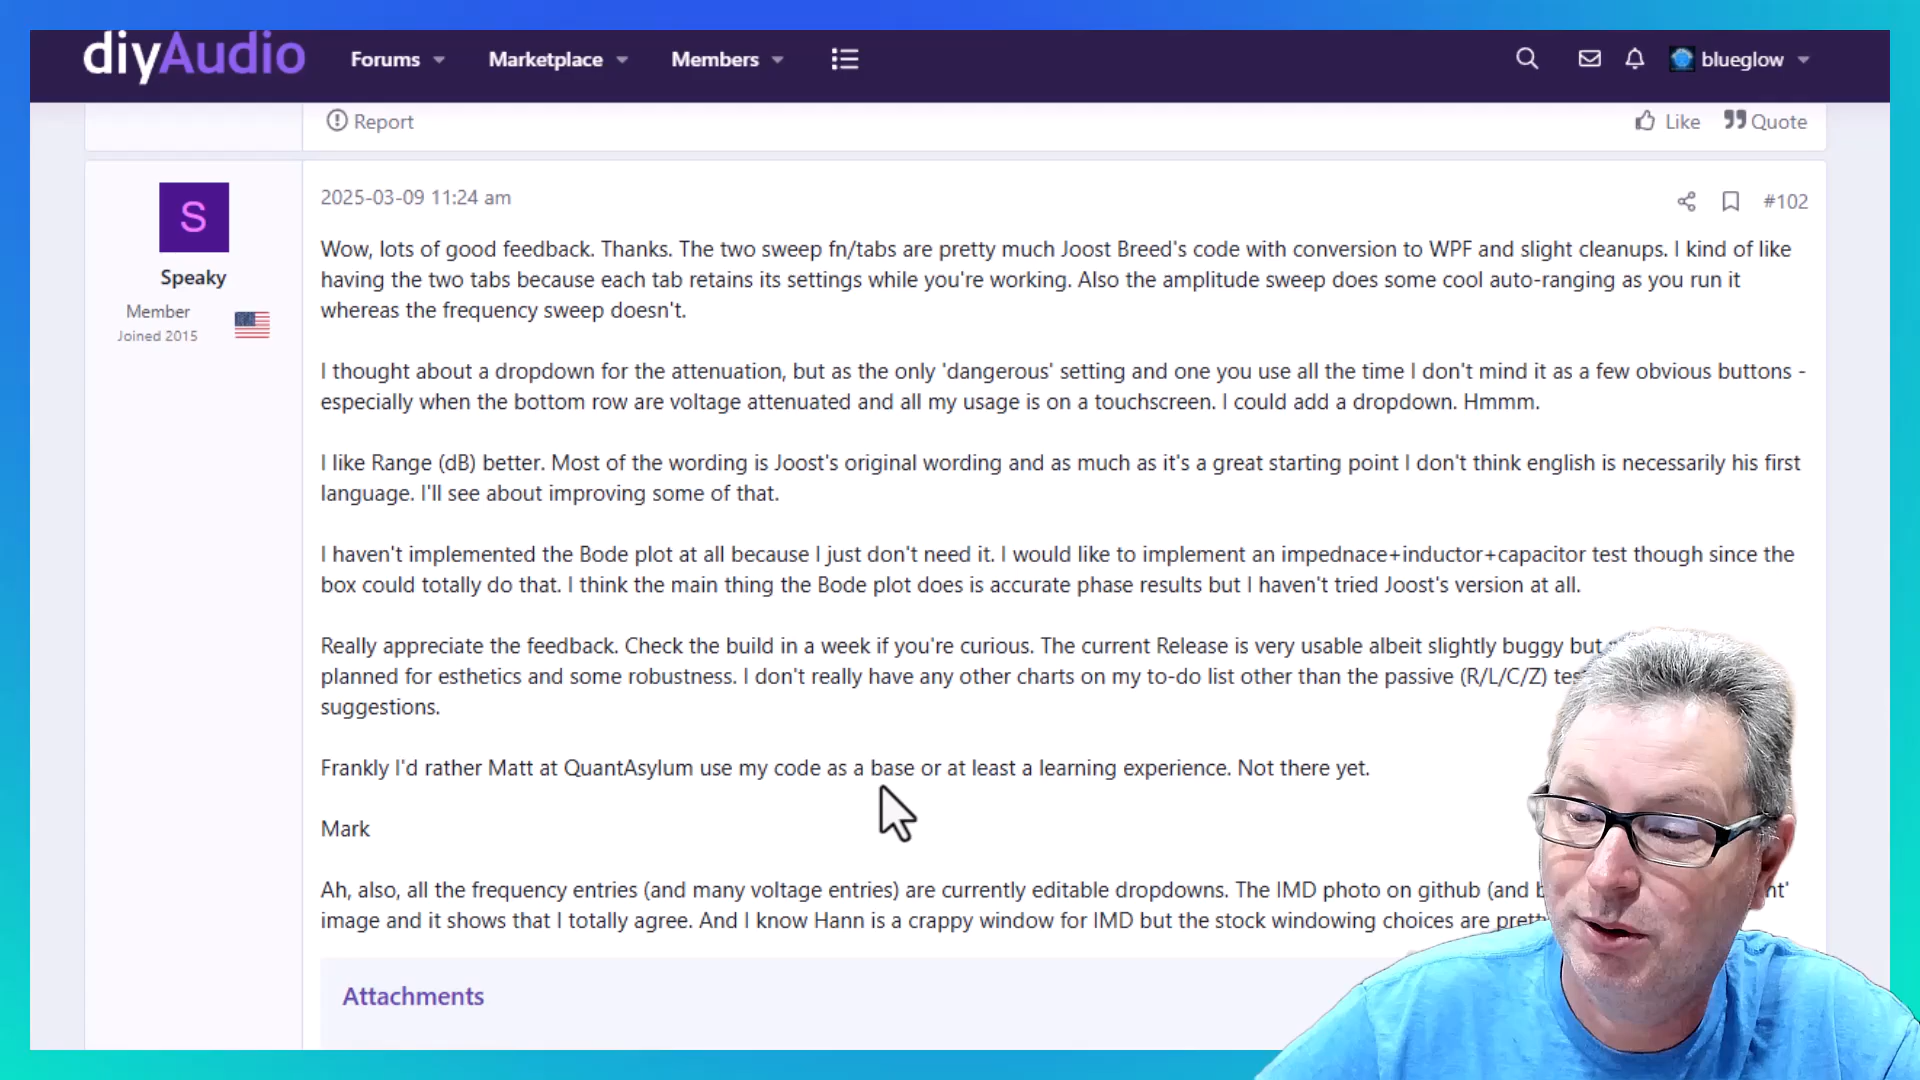 diyAudio Forums Marketplace Members blueglow
Report Like Quote
S
Speaky
Member
Joined 2015
2025-03-09 11:24 am #102
Wow, lots of good feedback. Thanks. The two sweep fn/tabs are pretty much Joost Breed's code with conversion to WPF and slight cleanups. I kind of like
having the two tabs because each tab retains its settings while you're working. Also the amplitude sweep does some cool auto-ranging as you run it
whereas the frequency sweep doesn't.
I thought about a dropdown for the attenuation, but as the only 'dangerous' setting and one you use all the time I don't mind it as a few obvious buttons -
especially when the bottom row are voltage attenuated and all my usage is on a touchscreen. I could add a dropdown. Hmmm.
I like Range (dB) better. Most of the wording is Joost's original wording and as much as it's a great starting point I don't think english is necessarily his first
language. I'll see about improving some of that.
I haven't implemented the Bode plot at all because I just don't need it. I would like to implement an impednace+inductor+capacitor test though since the
box could totally do that. I think the main thing the Bode plot does is accurate phase results but I haven't tried Joost's version at all.
Really appreciate the feedback. Check the build in a week if you're curious. The current Release is very usable albeit slightly buggy but
planned for esthetics and some robustness. I don't really have any other charts on my to-do list other than the passive (R/L/C/Z)
suggestions.
Frankly I'd rather Matt at QuantAsylum use my code as a base or at least a learning experience. Not there yet.
Mark
Ah, also, all the frequency entries (and many voltage entries) are currently editable dropdowns. The IMD photo on github (and
image and it shows that I totally agree. And I know Hann is a crappy window for IMD but the stock windowing choices are
Attachments